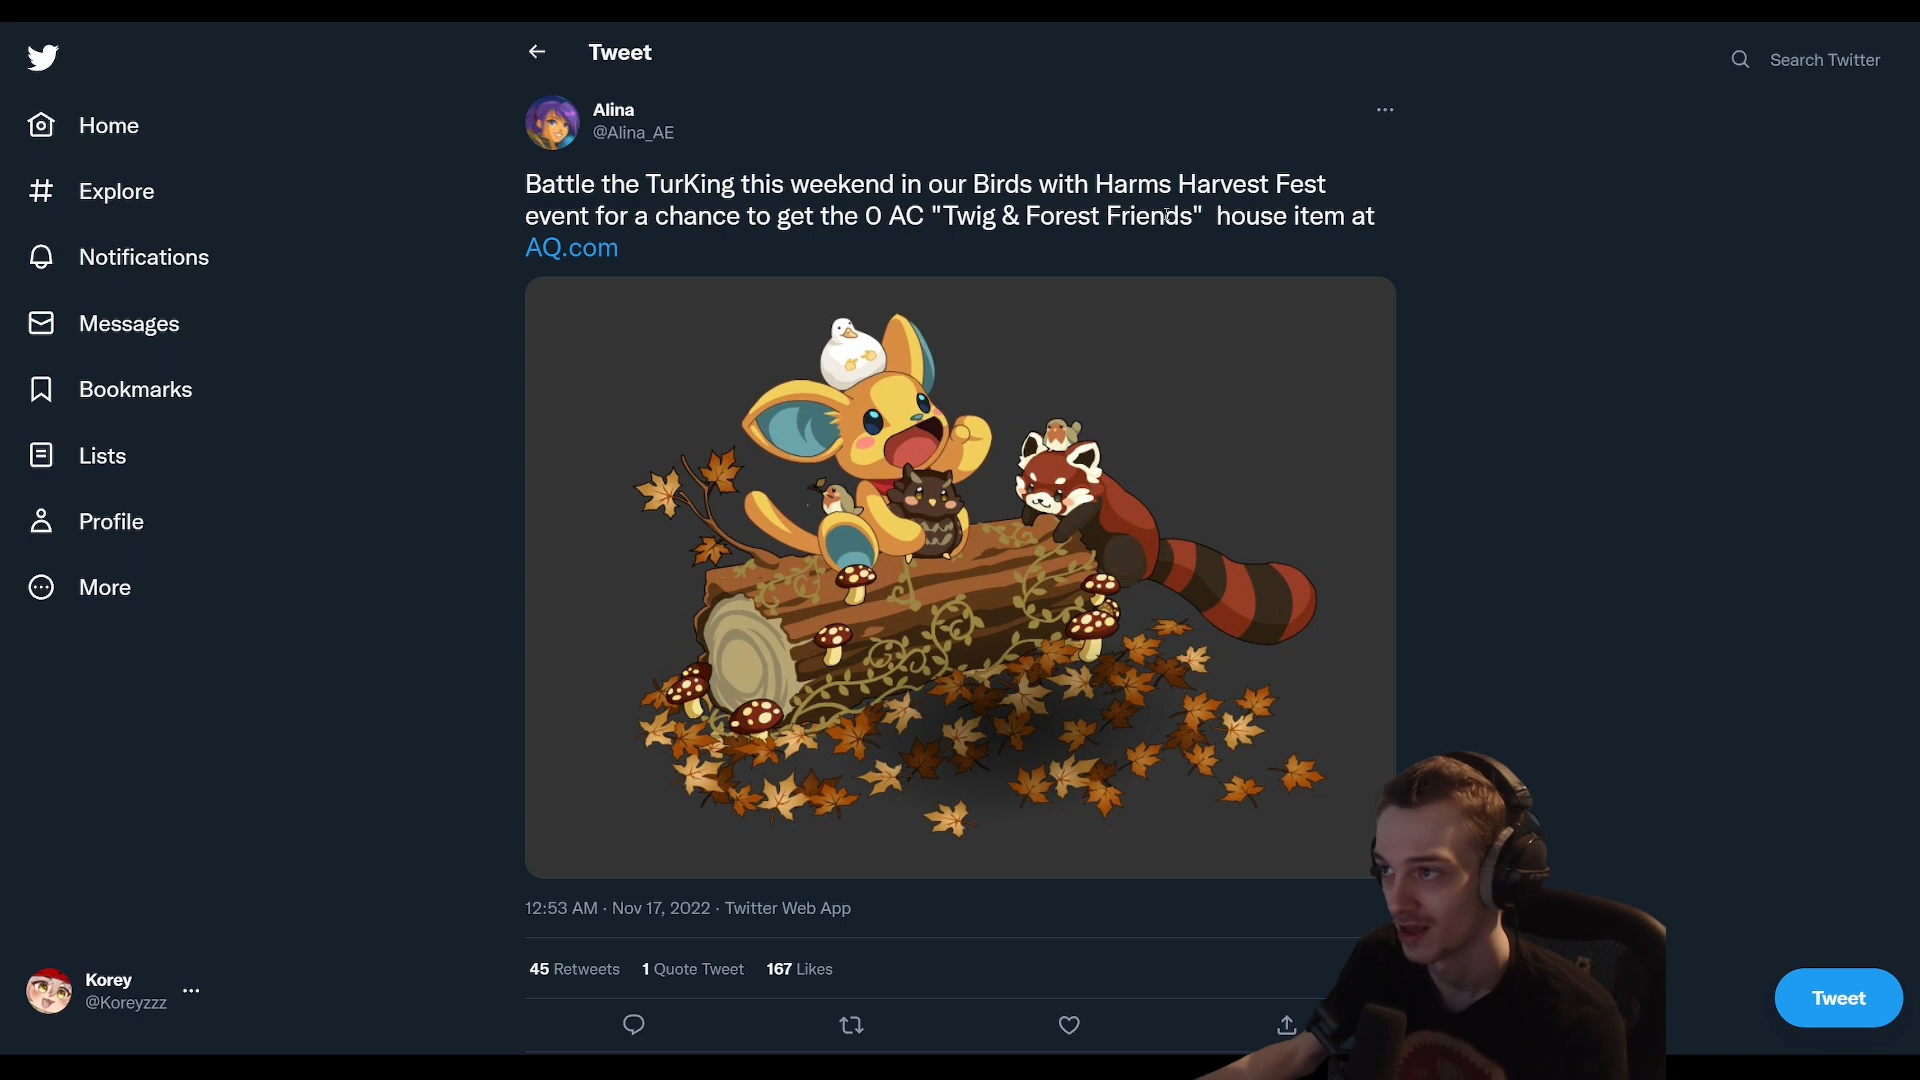 Tweet
Search Twitter
Alina
@Alina_AE
Home
Explore
Notifications
Messages
Bookmarks
Lists
Profile
More
Battle the TurKing this weekend in our Birds with Harms Harvest Fest
event for a chance to get the 0 AC "Twig & Forest Friends" house item at
AQ.com
12:53 AM · Nov 17, 2022 · Twitter Web App
45 Retweets 1 Quote Tweet 167 Likes
Korey
@Koreyzzz
Tweet